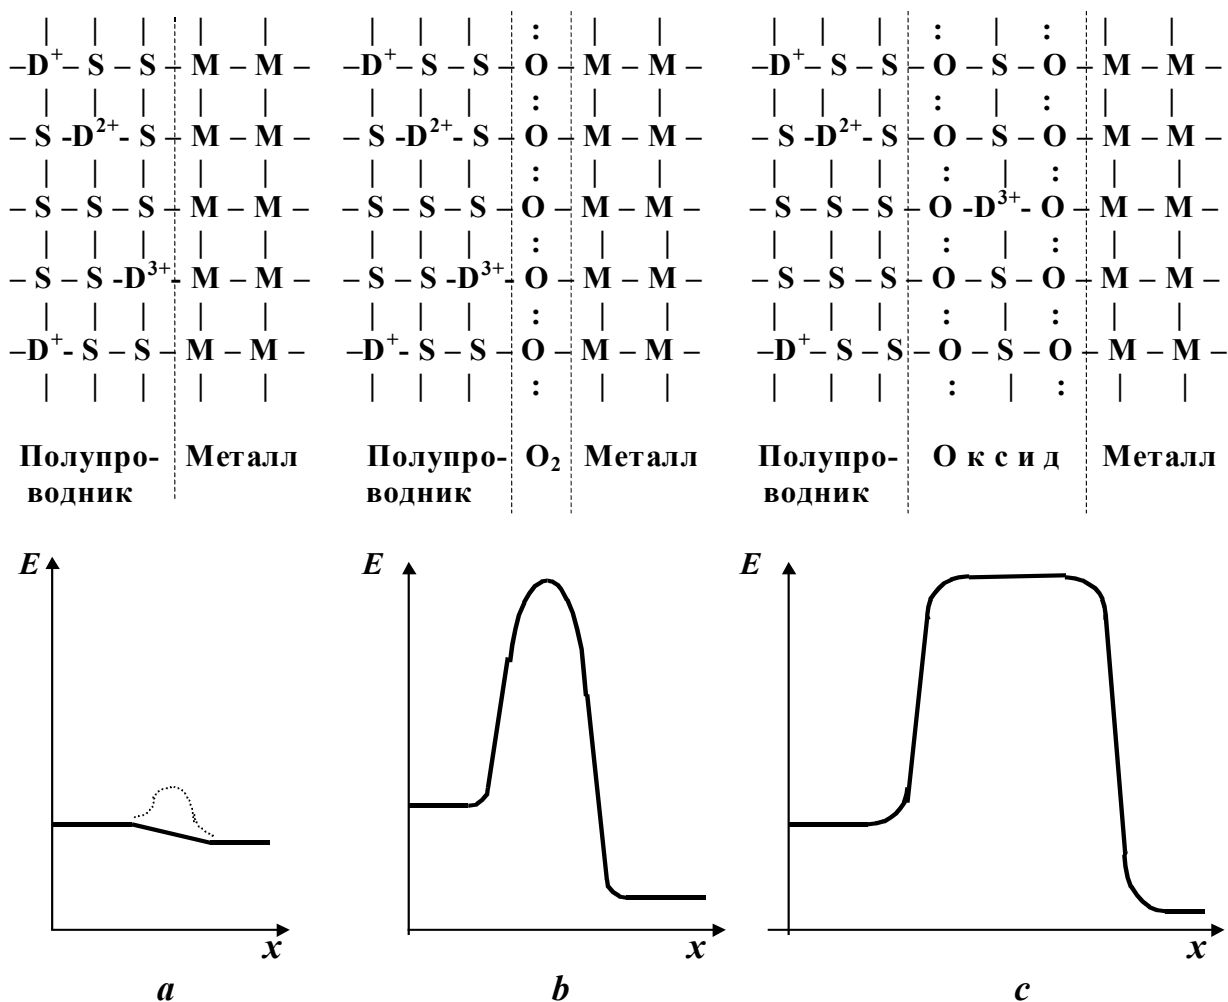 –D⁺– S – S – M – M –
– S -D²⁺- S – M – M –
– S – S – S – M – M –
– S – S -D³⁺- M – M –
–D⁺- S – S – M – M –
Полупро-
водник
Металл
–D⁺– S – S – O – M – M –
– S -D²⁺- S – O – M – M –
– S – S – S – O – M – M –
– S – S -D³⁺- O – M – M –
–D⁺- S – S – O – M – M –
Полупро-
водник
O₂
Металл
–D⁺– S – S – O – S – O – M – M –
– S -D²⁺- S – O – S – O – M – M –
– S – S – S – O -D³⁺- O – M – M –
– S – S – S – O – S – O – M – M –
–D⁺– S – S – O – S – O – M – M –
Полупро-
водник
О к с и д
Металл
E
x
a
E
x
b
E
x
c